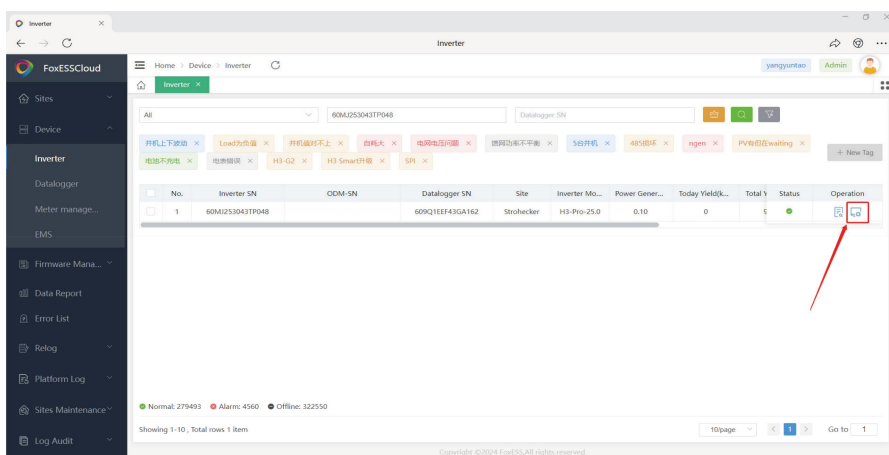 Inverter
Inverter
FoxESSCloud
Home > Device > Inverter
yangyuntao
Admin
Inverter
Sites
Device
Inverter
Datalogger
Meter manage...
EMS
Firmware Mana...
Data Report
Error List
Relog
Platform Log
Sites Maintenance
Log Audit
All
60MJ253043TP048
Datalogger SN
并机上下波动 Load为负值 并机偶时不上 自耗大 电网电压问题 馈网功率不平衡 5台并机 485损坏 ngen PV有但在waiting
电池不充电 电表错误 H3-G2 H3 Smart升级 SPI
+ New Tag
No. Inverter SN ODM-SN Datalogger SN Site Inverter Mo... Power Gener... Today Yield(k... Total Y Status Operation
1 60MJ253043TP048 609Q1EEF43GA162 Strohecker H3-Pro-25.0 0.10 0
Normal: 279493 Alarm: 4560 Offline: 322550
Showing 1-10 , Total rows 1 item
10/page
1
Go to 1
Copyright ©2024 FoxESS.All rights reserved